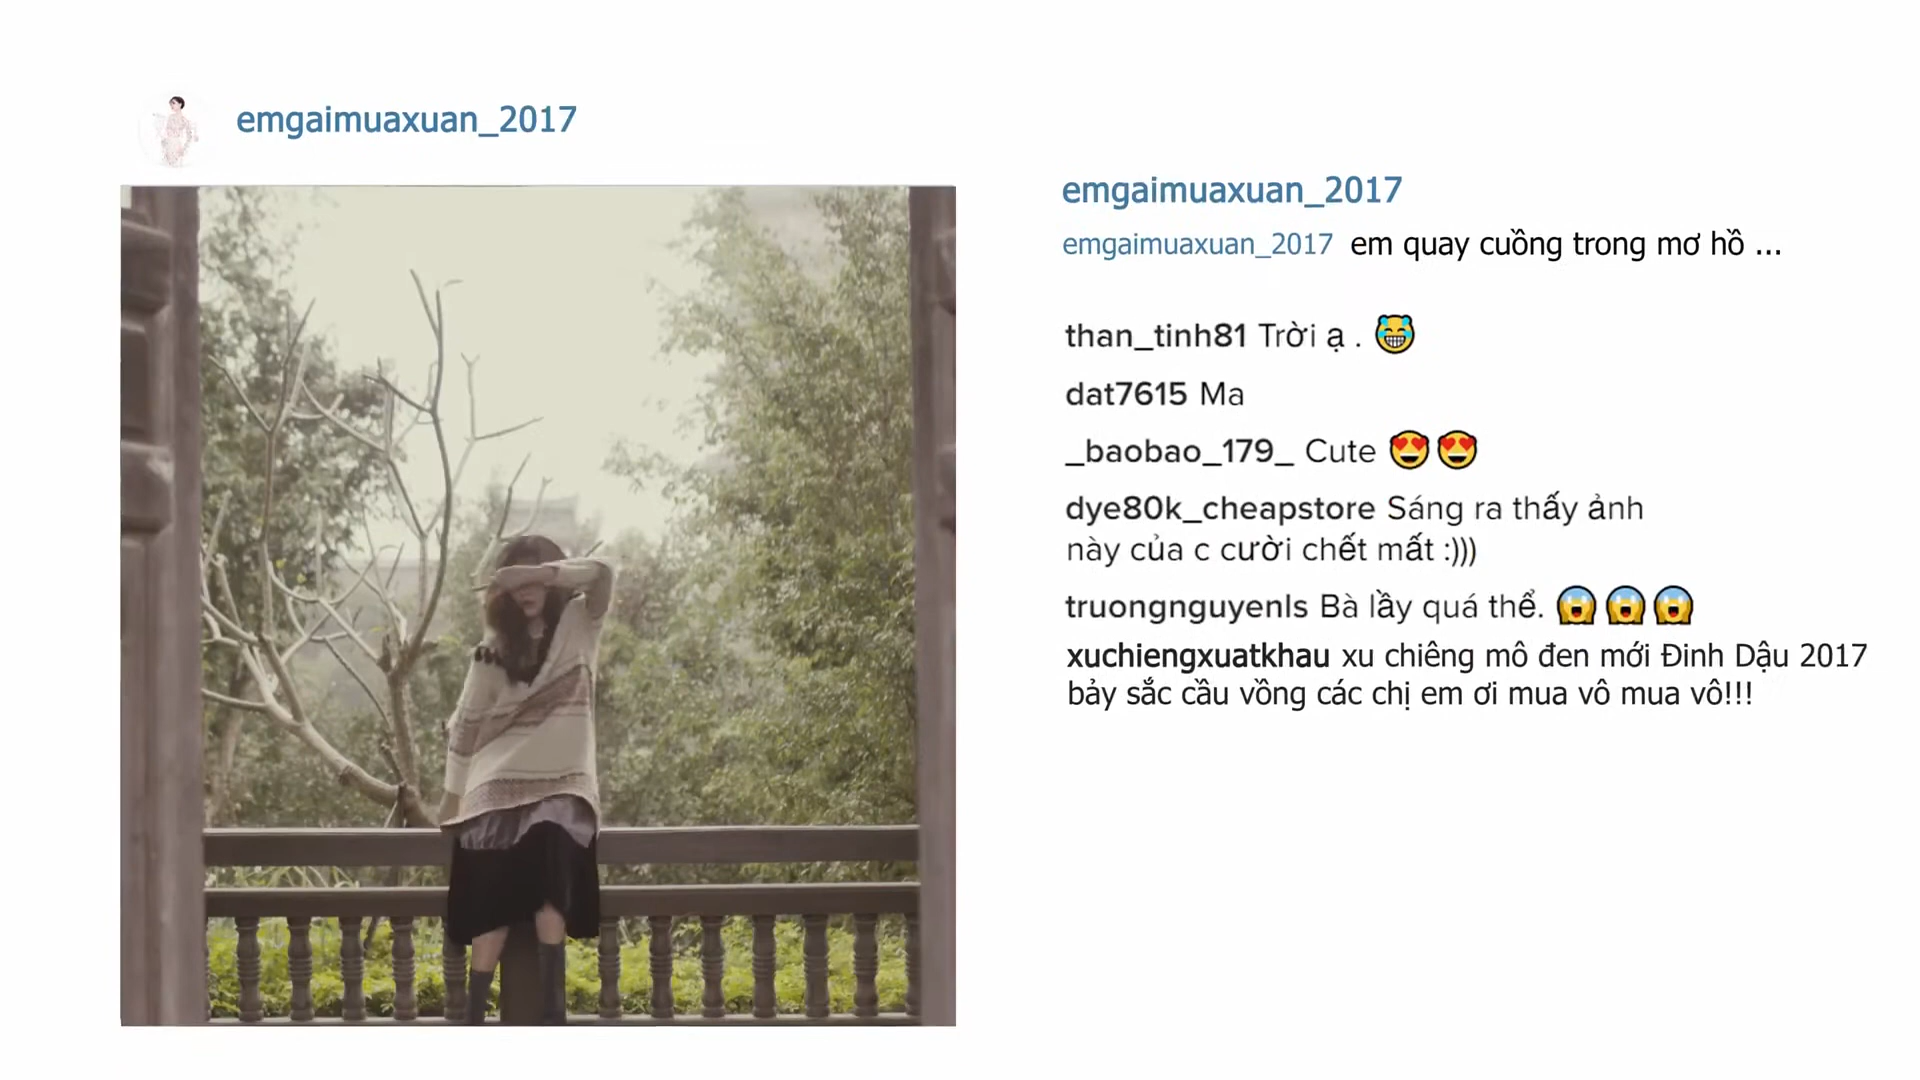 emgaimuaxuan_2017
emgaimuaxuan_2017
emgaimuaxuan_2017 em quay cuồng trong mơ hồ ...
than_tinh81 Trời ạ . 😹
dat7615 Ma
_baobao_179_ Cute 😍😍
dye80k_cheapstore Sáng ra thấy ảnh
này của c cười chết mất :)))
truongnguyenls Bà lầy quá thể. 😱😱😱
xuchiengxuatkhau xu chiêng mô đen mới Đinh Dậu 2017
bảy sắc cầu vồng các chị em ơi mua vô mua vô!!!